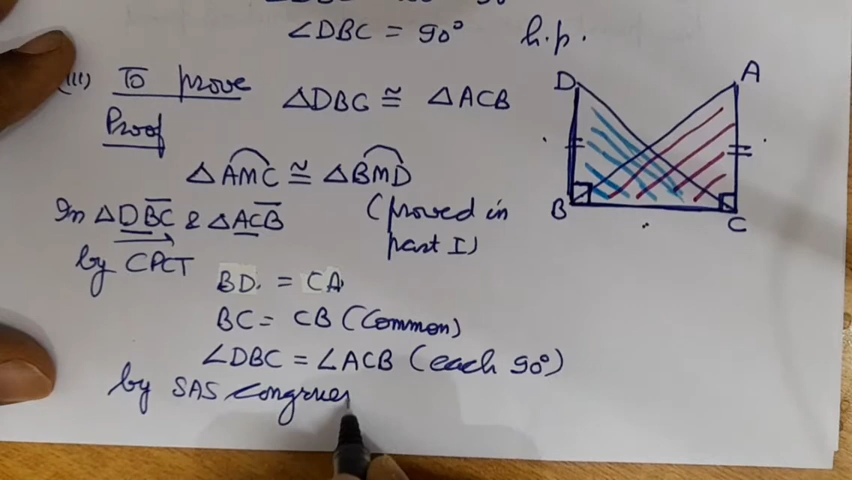 ∠DBC = 90° h.p.
(iii) To prove ΔDBC ≅ ΔACB
Proof
ΔAMC ≅ ΔBMD
(proved in
part I)
In ΔDBC & ΔACB
by CPCT
BD = CA
BC = CB (Common)
∠DBC = ∠ACB (each 90°)
by SAS Congruen
D A
B C